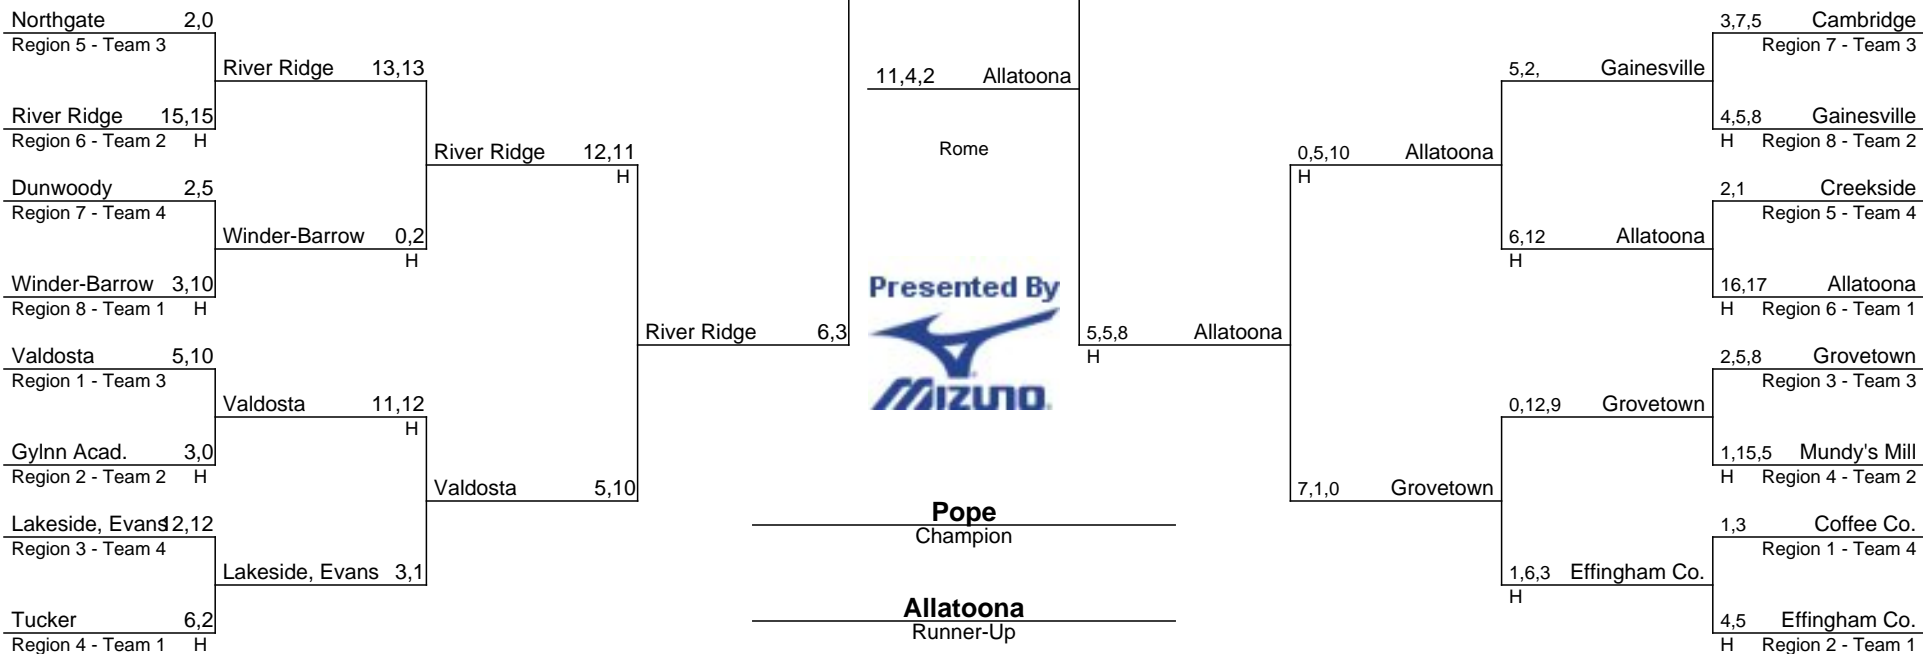 Northgate 2,0
Region 5 - Team 3
River Ridge 13,13
River Ridge 15,15
Region 6 - Team 2 H
River Ridge 12,11
H
Dunwoody 2,5
Region 7 - Team 4
Winder-Barrow 0,2
H
Winder-Barrow 3,10
Region 8 - Team 1 H
River Ridge 6,3
Valdosta 5,10
Region 1 - Team 3
Valdosta 11,12
H
Gylnn Acad. 3,0
Region 2 - Team 2 H
Valdosta 5,10
Lakeside, Evans 12,12
Region 3 - Team 4
Lakeside, Evans 3,1
Tucker 6,2
Region 4 - Team 1 H
11,4,2 Allatoona
Rome
Presented By
MIZUNO
Pope
Champion
Allatoona
Runner-Up
3,7,5 Cambridge
Region 7 - Team 3
5,2, Gainesville
4,5,8 Gainesville
H Region 8 - Team 2
0,5,10 Allatoona
H
2,1 Creekside
Region 5 - Team 4
6,12 Allatoona
H
16,17 Allatoona
H Region 6 - Team 1
5,5,8 Allatoona
H
2,5,8 Grovetown
Region 3 - Team 3
0,12,9 Grovetown
1,15,5 Mundy's Mill
H Region 4 - Team 2
7,1,0 Grovetown
1,3 Coffee Co.
Region 1 - Team 4
1,6,3 Effingham Co.
H
4,5 Effingham Co.
H Region 2 - Team 1